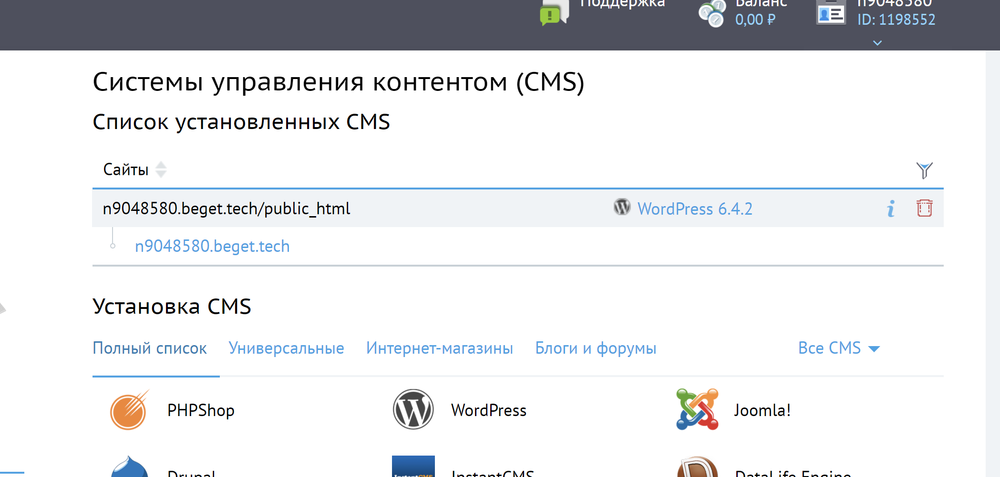 Поддержка
Баланс
n9048580
0,00 ₽
ID: 1198552
Системы управления контентом (CMS)
Список установленных CMS
Сайты
n9048580.beget.tech/public_html
WordPress 6.4.2
n9048580.beget.tech
Установка CMS
Полный список
Универсальные
Интернет-магазины
Блоги и форумы
Все CMS
PHPShop
WordPress
Joomla!
Drupal
InstantCMS
InstantCMS
DataLife Engine